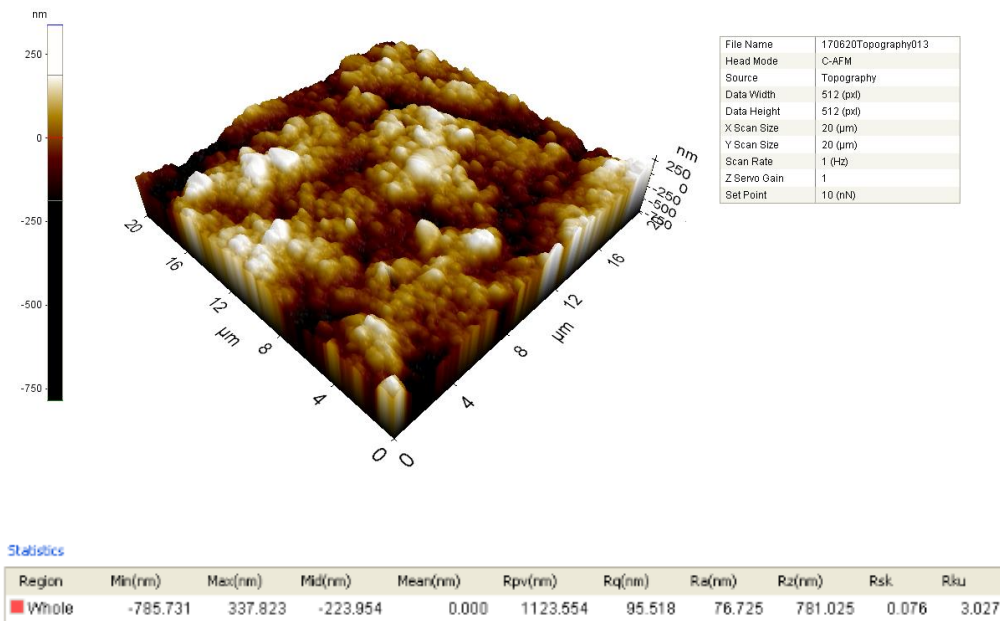 nm
250
0
-250
-500
-750
nm
250
0
-250
-500
-750
20
16
12
8
4
0
µm
0
4
8
12
16
20
µm
File Name 170620Topography013
Head Mode C-AFM
Source Topography
Data Width 512 (pxl)
Data Height 512 (pxl)
X Scan Size 20 (µm)
Y Scan Size 20 (µm)
Scan Rate 1 (Hz)
Z Servo Gain 1
Set Point 10 (nN)
Statistics
Region Min(nm) Max(nm) Mid(nm) Mean(nm) Rpv(nm) Rq(nm) Ra(nm) Rz(nm) Rsk Rku
Whole -785.731 337.823 -223.954 0.000 1123.554 95.518 76.725 781.025 0.076 3.027